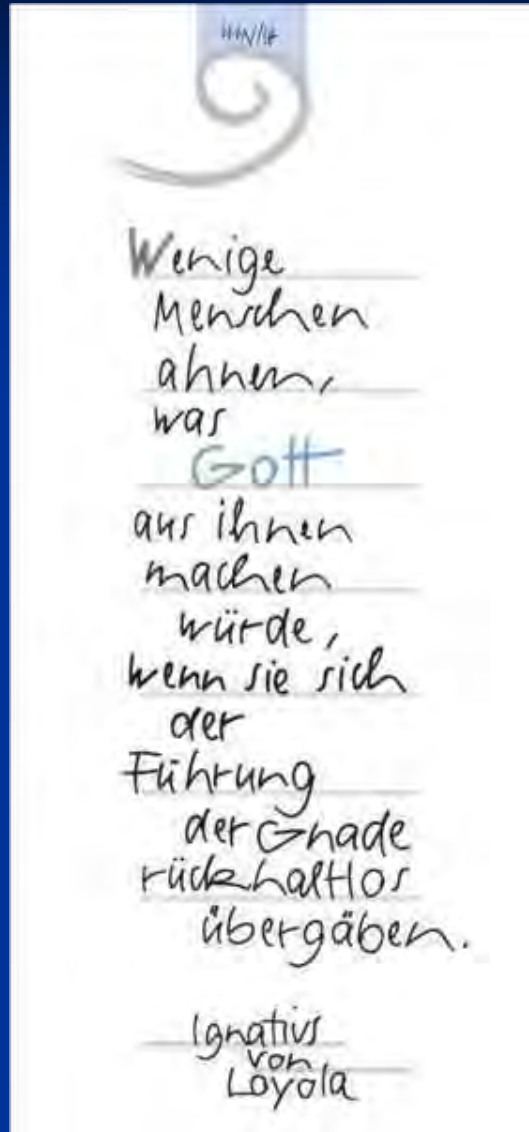 Wenige
Menschen
ahnen,
was
Gott
aus ihnen
machen
würde,
wenn sie sich
der
Führung
der Gnade
rückhaltlos
übergäben.
Ignatius
von
Loyola